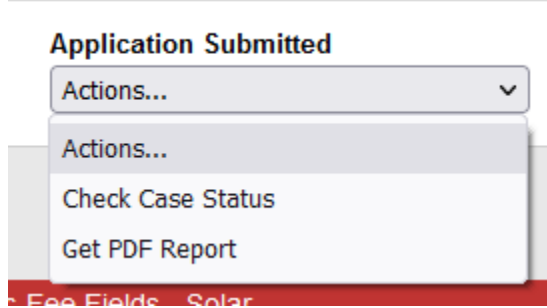 Application Submitted
Actions...
Actions...
Check Case Status
Get PDF Report
Fee Fields Solar